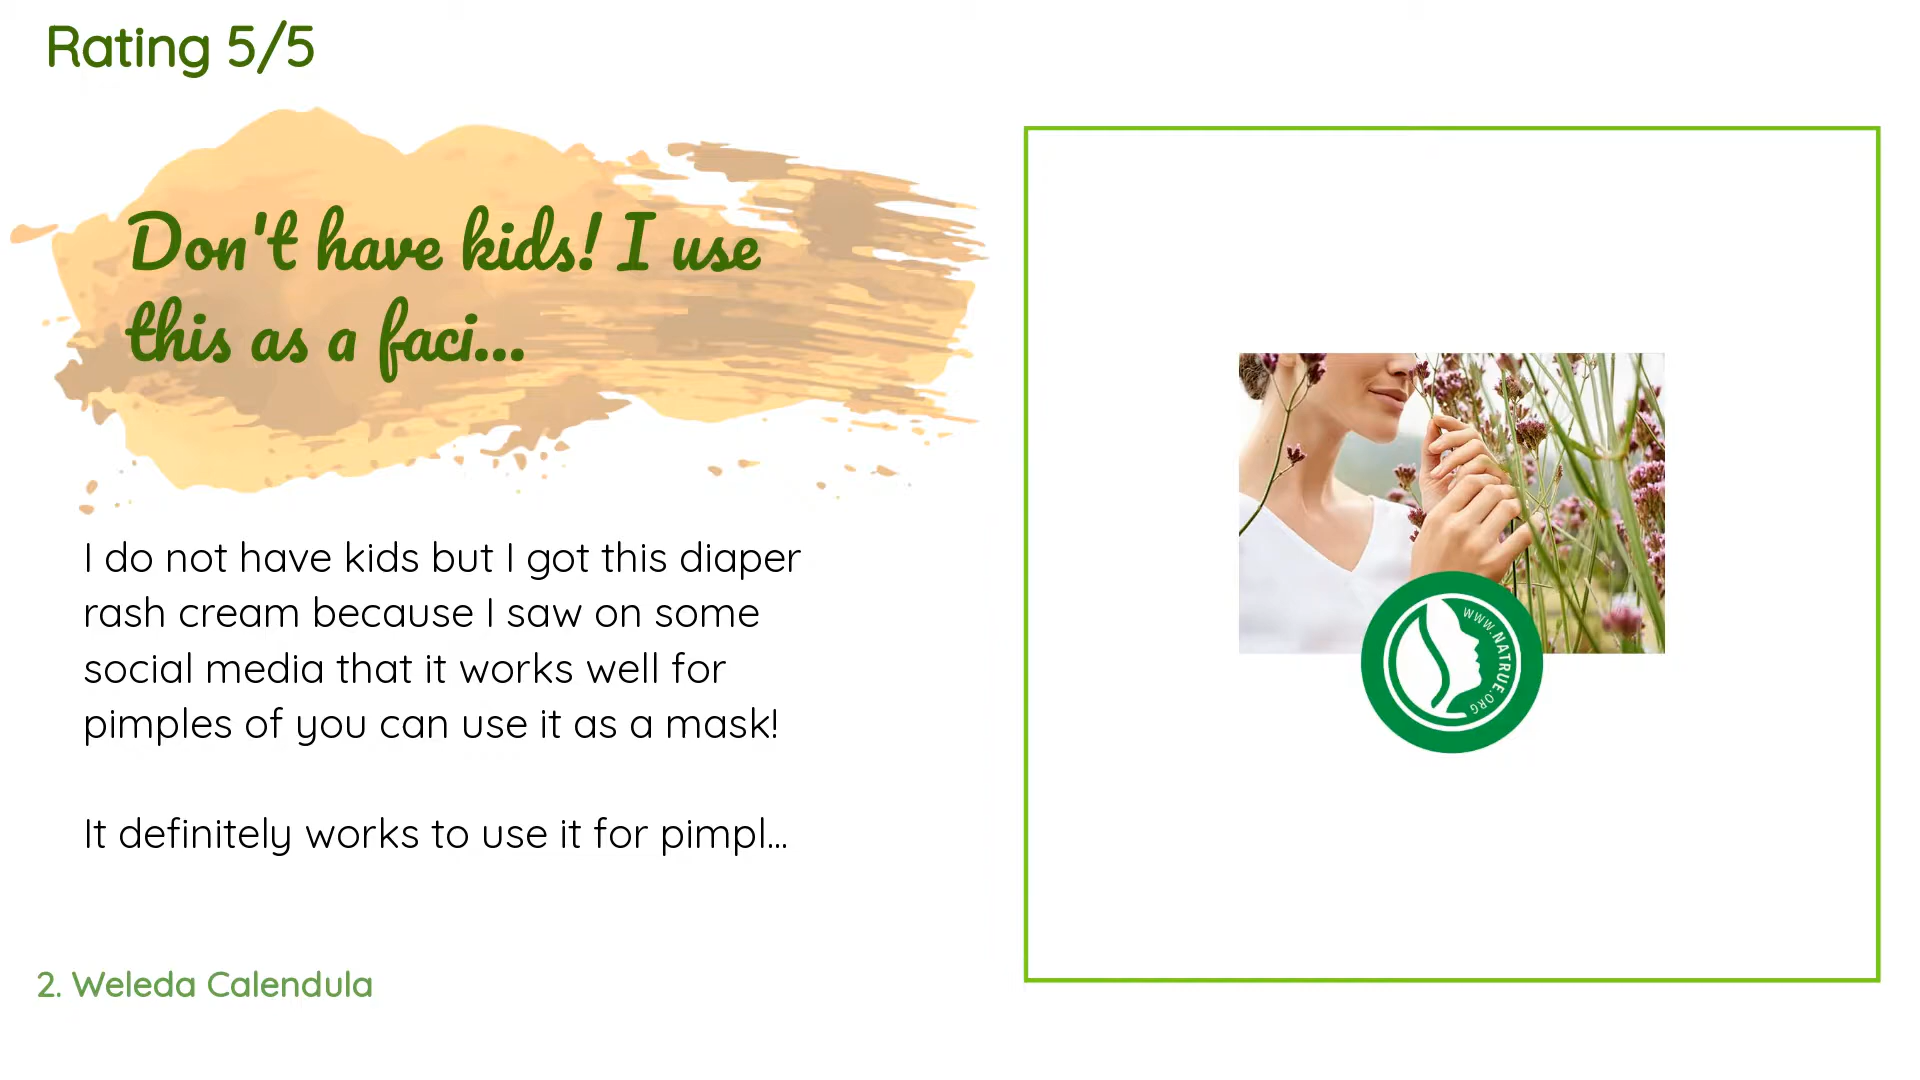 Rating 5/5
Don't have kids! I use
this as a faci...
I do not have kids but I got this diaper
rash cream because I saw on some
social media that it works well for
pimples of you can use it as a mask!
It definitely works to use it for pimpl...
WWW.NATRUE.ORG
2. Weleda Calendula